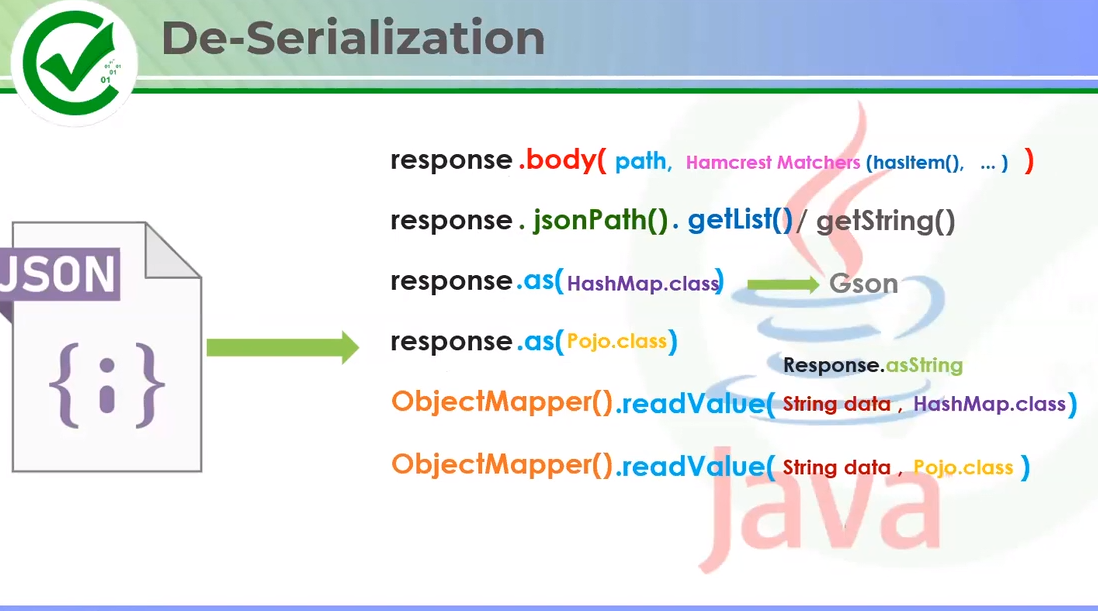 De-Serialization
01 01
01
01
response .body( path, Hamcrest Matchers (hasItem(), ... ) )
response . jsonPath(). getList() / getString()
response .as( HashMap.class) Gson
JSON
{ }
response .as( Pojo.class )
Response.asString
ObjectMapper().readValue( String data , HashMap.class )
ObjectMapper().readValue( String data , Pojo.class )
Java